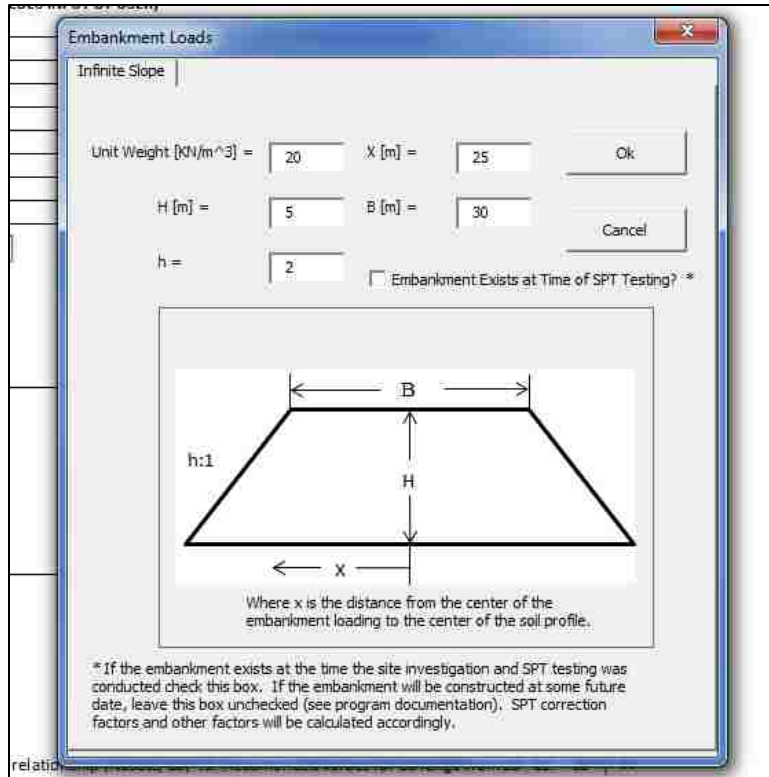 Embankment Loads
Infinite Slope
Unit Weight [KN/m^3] = 20 X [m] = 25 Ok
H [m] = 5 B [m] = 30
Cancel
h = 2
Embankment Exists at Time of SPT Testing? *
B
h:1
H
x
Where x is the distance from the center of the
embankment loading to the center of the soil profile.
*If the embankment exists at the time the site investigation and SPT testing was
conducted check this box. If the embankment will be constructed at some future
date, leave this box unchecked (see program documentation). SPT correction
factors and other factors will be calculated accordingly.